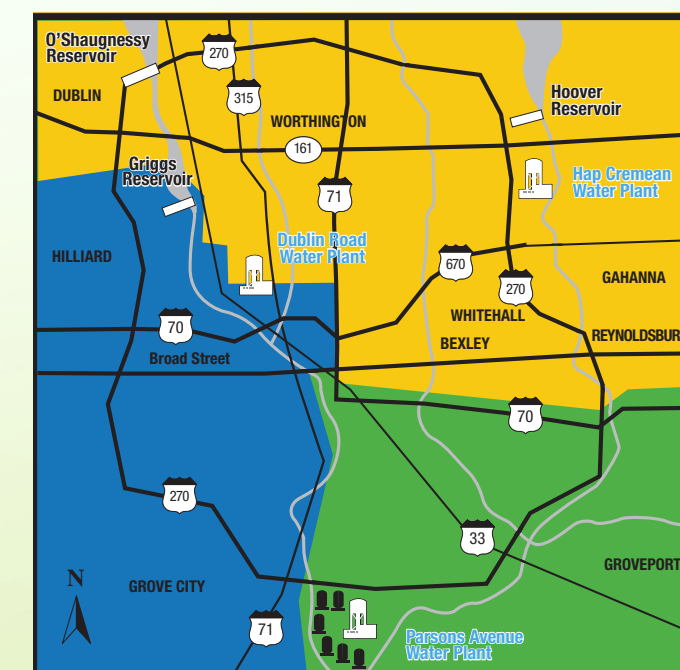 O'Shaugnessy
Reservoir
270
DUBLIN
315
Hoover
Reservoir
WORTHINGTON
161
Griggs
Reservoir
71
Hap Cremean
Water Plant
Dublin Road
Water Plant
HILLIARD
670
270
GAHANNA
70
WHITEHALL
REYNOLDSBUR
BEXLEY
Broad Street
70
270
33
GROVEPORT
N
GROVE CITY
71
Parsons Avenue
Water Plant